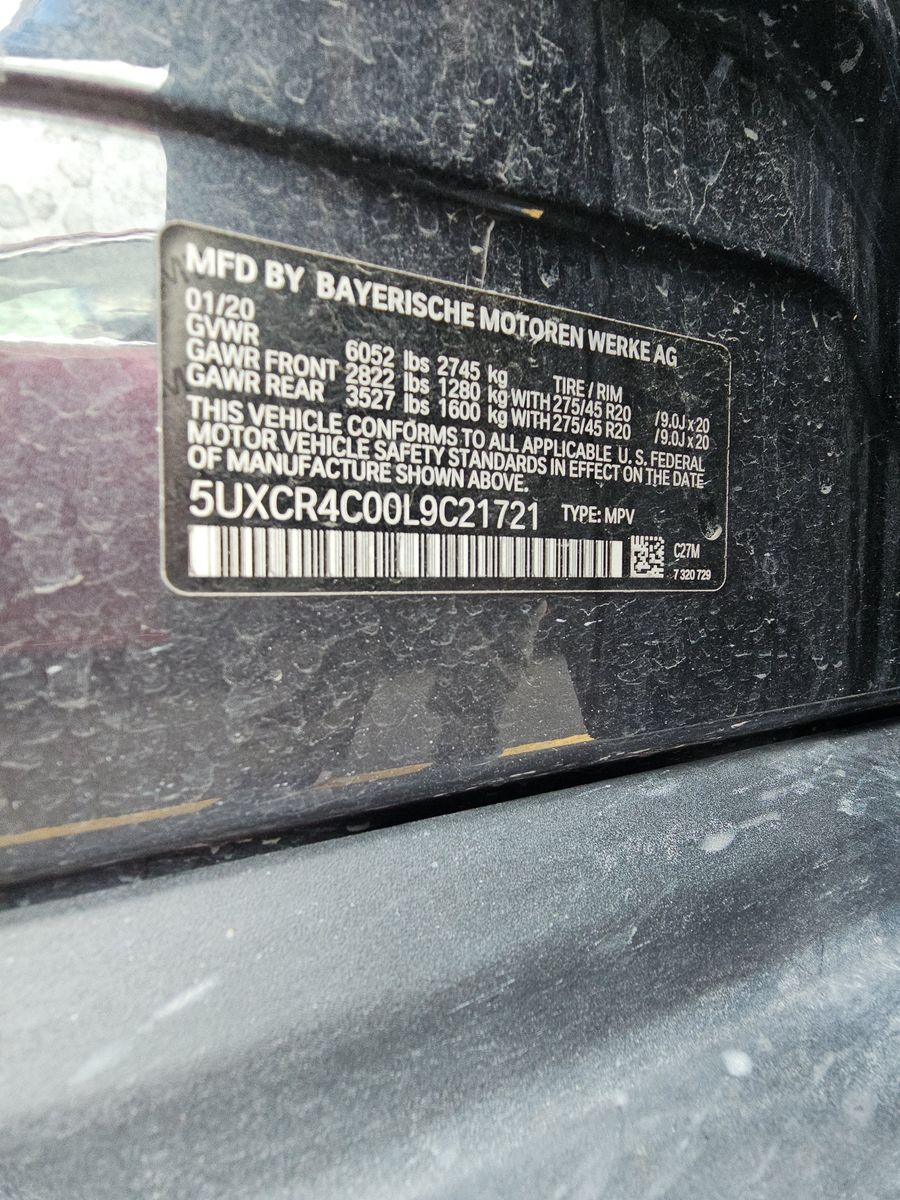 MFD BY BAYERISCHE MOTOREN WERKE AG
01/20
GVWR 6052 lbs 2745 kg TIRE / RIM
GAWR FRONT 2822 lbs 1280 kg WITH 275/45 R20 /9.0J x 20
GAWR REAR 3527 lbs 1600 kg WITH 275/45 R20 /9.0J x 20
THIS VEHICLE CONFORMS TO ALL APPLICABLE U. S. FEDERAL
MOTOR VEHICLE SAFETY STANDARDS IN EFFECT ON THE DATE
OF MANUFACTURE SHOWN ABOVE.
5UXCR4C00L9C21721 TYPE: MPV
C27M
7 320 729